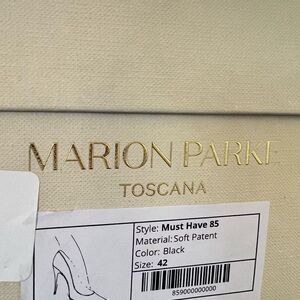 MARION PARKE
TOSCANA
Style: Must Have 85
Material: Soft Patent
Color: Black
Size: 42
859000000000